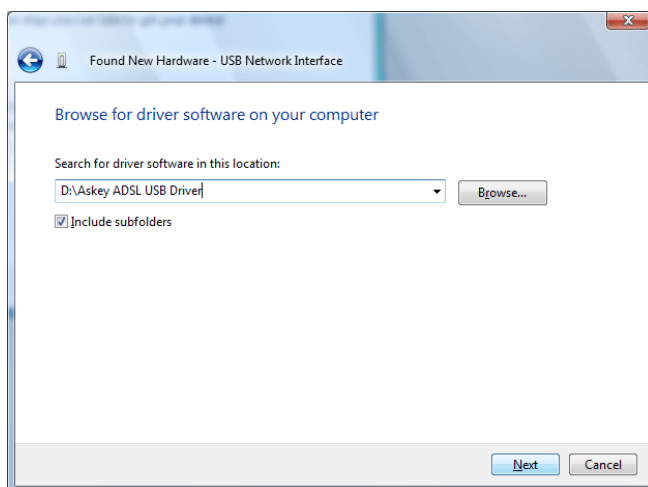 Found New Hardware - USB Network Interface
Browse for driver software on your computer
Search for driver software in this location:
D:\Askey ADSL USB Driver
Browse...
Include subfolders
Next
Cancel